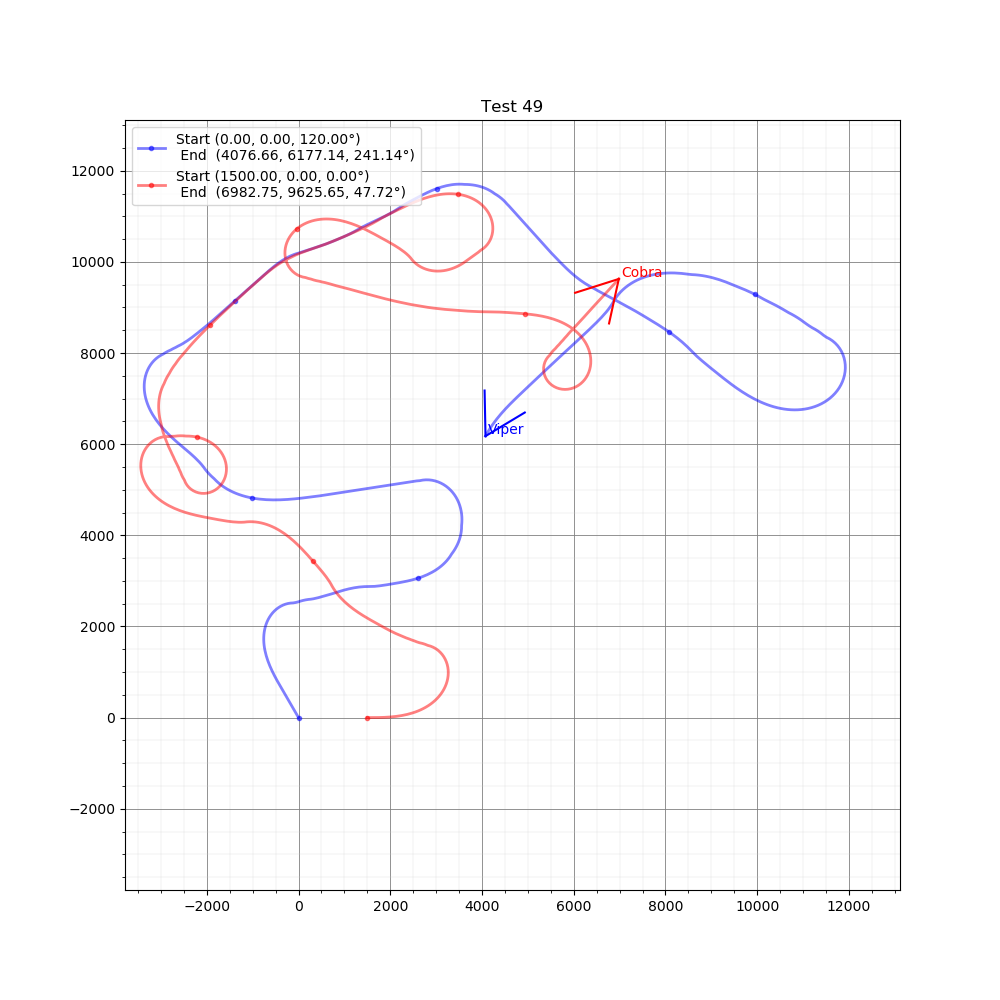 Test 49
Start (0.00, 0.00, 120.00°)
End  (4076.66, 6177.14, 241.14°)
Start (1500.00, 0.00, 0.00°)
End  (6982.75, 9625.65, 47.72°)
12000
10000
8000
6000
4000
2000
0
−2000
Cobra
Viper
−2000 0 2000 4000 6000 8000 10000 12000